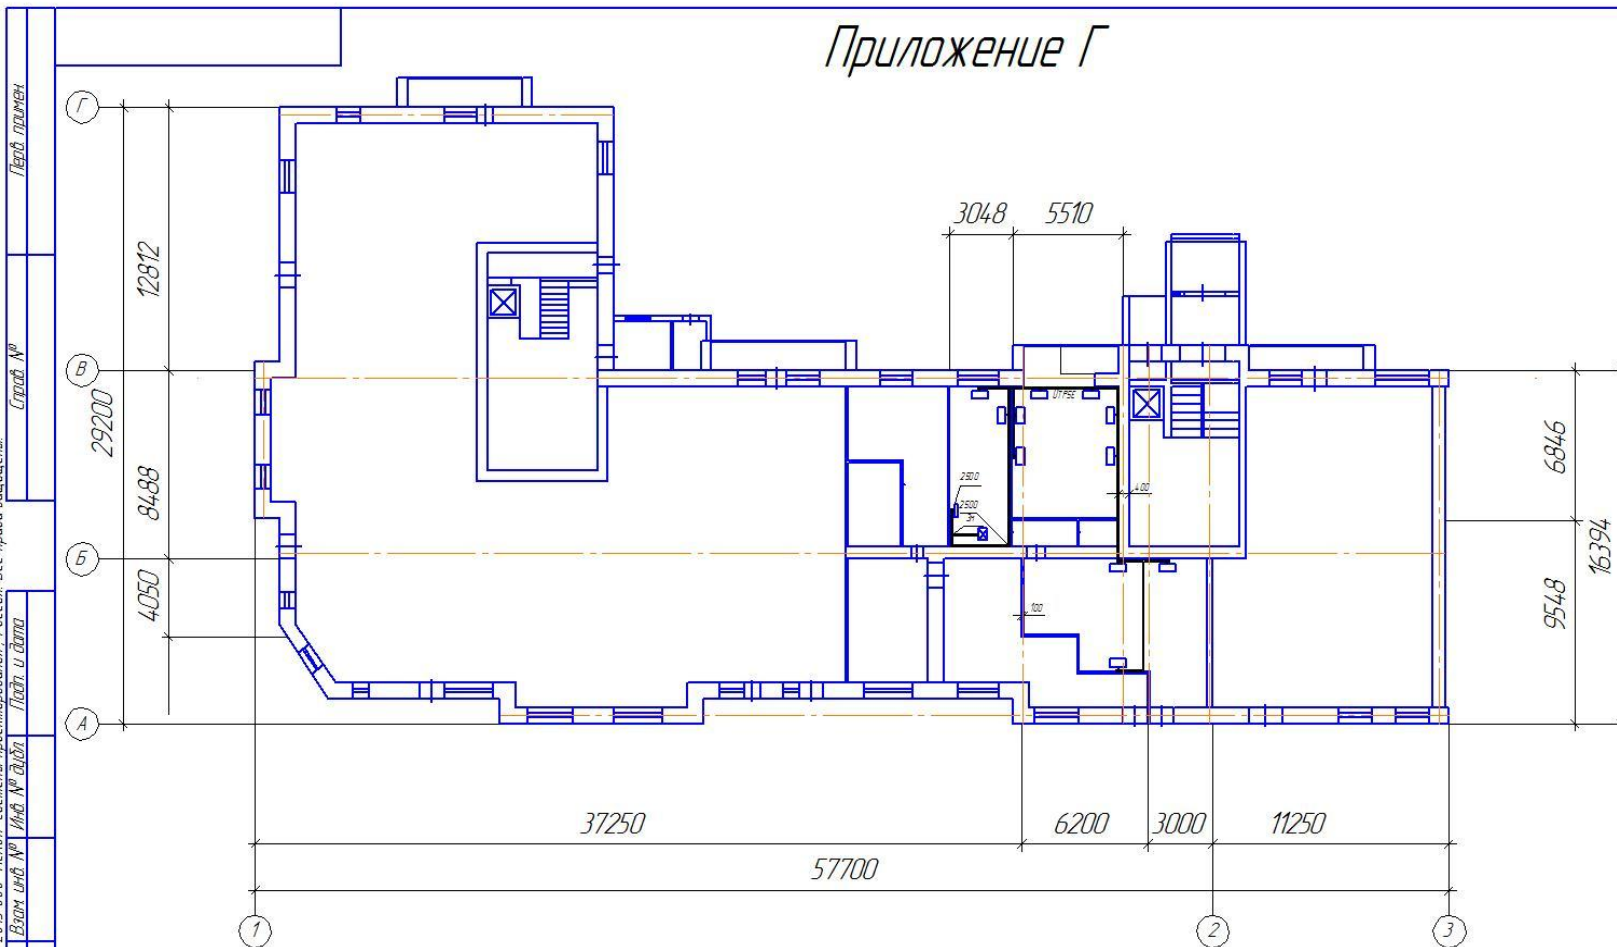 Приложение Г
Перв. примен.
Справ. №
Подп. и дата
Инв. № дубл.
Взам. инв. №
Г
В
Б
А
12812
29200
8488
4050
3048
5510
UTP5E
2500
2500
3м
400
100
6846
16394
9548
37250
6200
3000
11250
57700
1
2
3